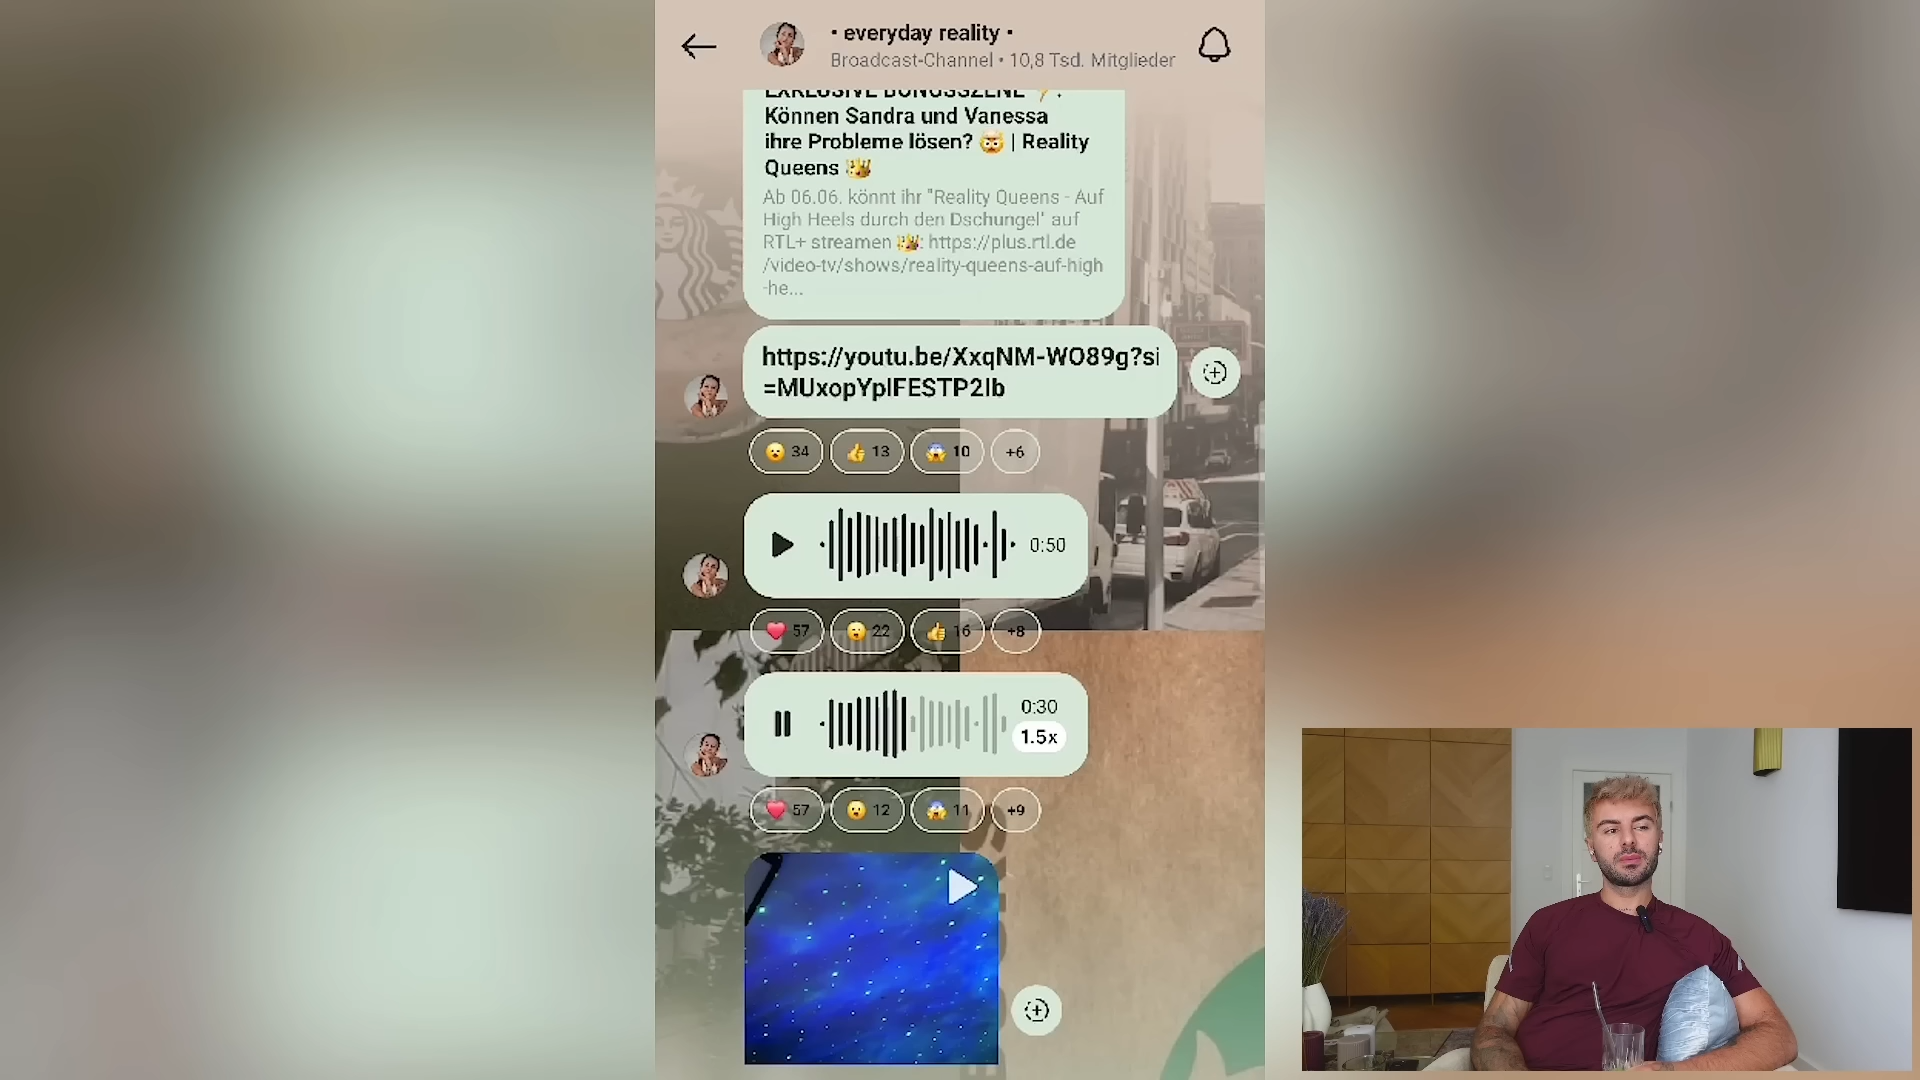 • everyday reality •
Broadcast-Channel • 10,8 Tsd. Mitglieder
EXKLUSIVE BONUSSZENE ⚡:
Können Sandra und Vanessa
ihre Probleme lösen? 🤯 | Reality
Queens 👑
Ab 06.06. könnt ihr "Reality Queens - Auf
High Heels durch den Dschungel" auf
RTL+ streamen 👑: https://plus.rtl.de
/video-tv/shows/reality-queens-auf-high
-he...
https://youtu.be/XxqNM-WO89g?si
=MUxopYpIFESTP2Ib
😮 34 👍 13 😱 10 +6
0:50
❤️ 57 😮 22 👍 16 +8
0:30
1.5x
❤️ 57 😮 12 😱 11 +9